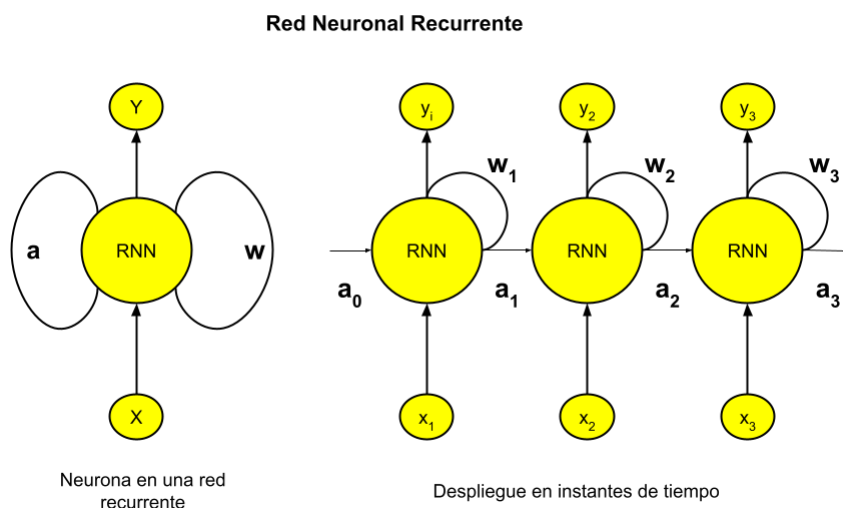 Red Neuronal Recurrente
Y
a
RNN
w
X
Neurona en una red
recurrente
yᵢ
y₂
y₃
w₁
w₂
w₃
RNN
RNN
RNN
a₀
a₁
a₂
a₃
x₁
x₂
x₃
Despliegue en instantes de tiempo